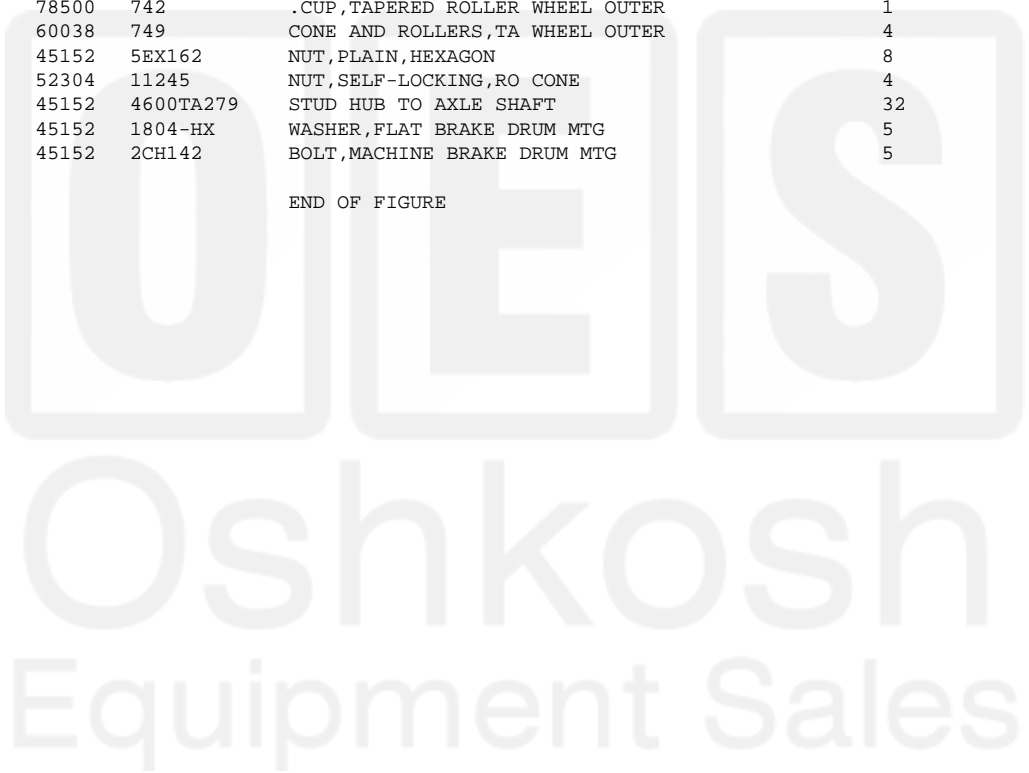 78500 742 .CUP,TAPERED ROLLER WHEEL OUTER 1
60038 749 CONE AND ROLLERS,TA WHEEL OUTER 4
45152 5EX162 NUT,PLAIN,HEXAGON 8
52304 11245 NUT,SELF-LOCKING,RO CONE 4
45152 4600TA279 STUD HUB TO AXLE SHAFT 32
45152 1804-HX WASHER,FLAT BRAKE DRUM MTG 5
45152 2CH142 BOLT,MACHINE BRAKE DRUM MTG 5
END OF FIGURE
OES
Oshkosh
Equipment Sales